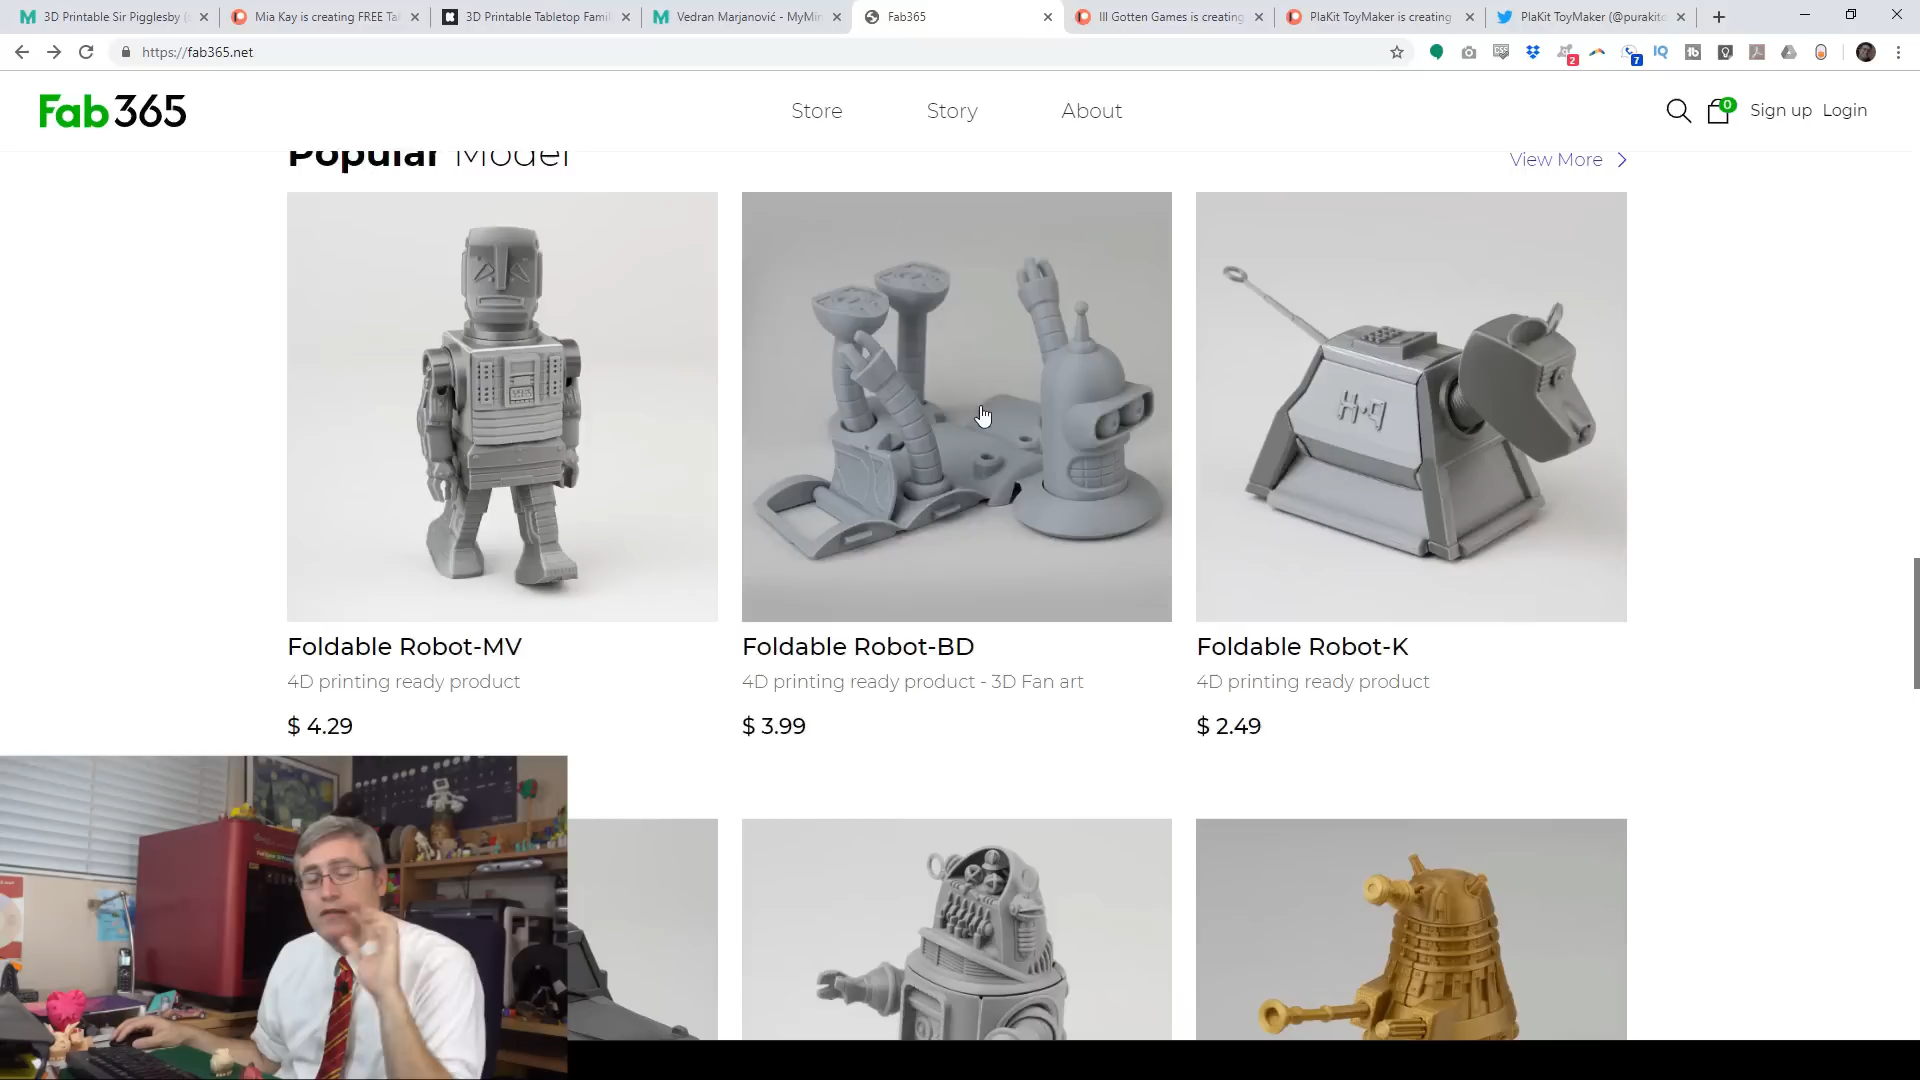 3D Printable Sir Pigglesby (
Mia Kay is creating FREE Ta
3D Printable Tabletop Famil
Vedran Marjanović - MyMin
Fab365
Ill Gotten Games is creating
PlaKit ToyMaker is creating
PlaKit ToyMaker (@purakit
https://fab365.net
Fab365
Store
Story
About
0
Sign up
Login
Popular Model
View More
Foldable Robot-MV
4D printing ready product
$ 4.29
Foldable Robot-BD
4D printing ready product - 3D Fan art
$ 3.99
Foldable Robot-K
4D printing ready product
$ 2.49